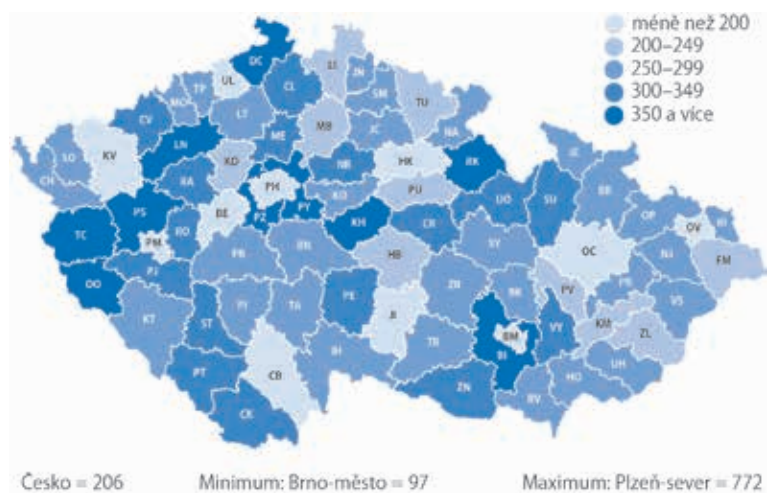 méně než 200
200–249
250–299
300–349
350 a více
DC
LI
UL
CL
JN
TP
SM
MO
TU
CV
LT
MB
ME
JC
NA
LN
SO
KV
HK
RK
KD
NB
JE
CH
RA
PH
PU
KO
BR
BE
PZ
PY
UO
SU
PS
KH
OP
TC
CR
RO
PM
OV
KI
OC
SY
BN
PB
HB
NJ
FM
PJ
DO
ZR
BK
PV
PR
PE
VS
KT
ST
PI
TA
JI
KM
BM
VY
ZL
TR
BI
JH
PT
CB
UH
HO
ZN
BV
CK
Česko = 206
Minimum: Brno-město = 97
Maximum: Plzeň-sever = 772